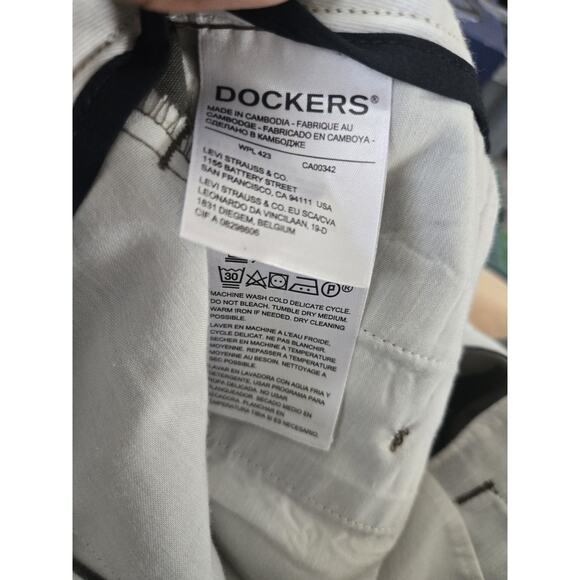 DOCKERS®
MADE IN CAMBODIA - FABRIQUE AU
CAMBODGE - FABRICADO EN CAMBOYA -
СДЕЛАНО В КАМБОДЖЕ
WPL 423 CA00342
LEVI STRAUSS & CO.
1155 BATTERY STREET
SAN FRANCISCO, CA 94111 USA
LEVI STRAUSS & CO. EU SCA/CVA
LEONARDO DA VINCILAAN, 19-D
1831 DIEGEM, BELGIUM
CIF A 08298606
30 P ®
MACHINE WASH COLD DELICATE CYCLE.
DO NOT BLEACH. TUMBLE DRY MEDIUM.
WARM IRON IF NEEDED. DRY CLEANING
POSSIBLE.
LAVER EN MACHINE A L'EAU FROIDE,
CYCLE DELICAT. NE PAS BLANCHIR.
SECHER EN MACHINE A TEMPERATURE
MOYENNE. REPASSER A TEMPERATURE
MOYENNE AU BESOIN. NETTOYAGE A
SEC POSSIBLE.
LAVAR EN LAVADORA CON AGUA FRIA Y
DETERGENTE. USAR PROGRAMA PARA
ROPA DELICADA. NO USAR
BLANQUEADOR. SECADO MEDIO EN
SECADORA. PLANCHAR EN
TEMPERATURA TIBIA SI ES NECESARIO.